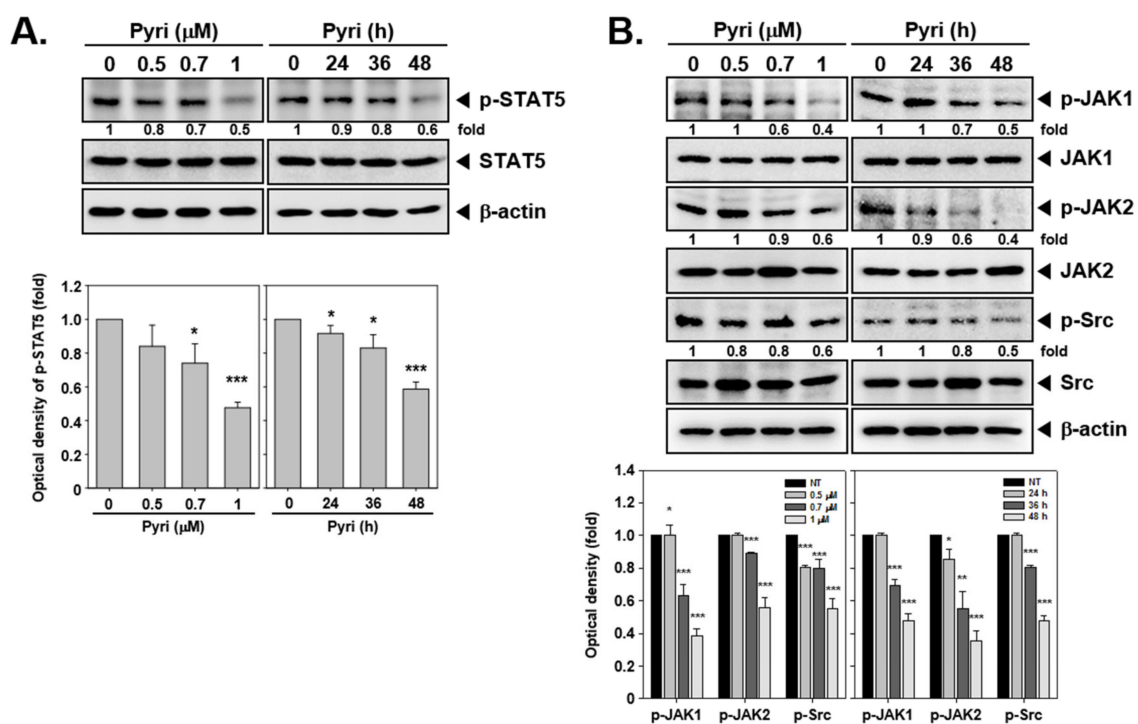 A.
Pyri (μM) Pyri (h)
0 0.5 0.7 1 0 24 36 48
p-STAT5
1 0.8 0.7 0.5 1 0.9 0.8 0.6 fold
STAT5
β-actin
Optical density of p-STAT5 (fold)
1.2
1.0
0.8
0.6
0.4
0.2
0
* *** * * ***
0 0.5 0.7 1 0 24 36 48
Pyri (μM) Pyri (h)
B.
Pyri (μM) Pyri (h)
0 0.5 0.7 1 0 24 36 48
p-JAK1
1 1 0.6 0.4 1 1 0.7 0.5 fold
JAK1
p-JAK2
1 1 0.9 0.6 1 0.9 0.6 0.4 fold
JAK2
p-Src
1 0.8 0.8 0.6 1 1 0.8 0.5 fold
Src
β-actin
Optical density (fold)
1.4
1.2
1.0
0.8
0.6
0.4
0.2
0
NT
0.5 μM
0.7 μM
1 μM
* *** *** *** *** *** *** ***
NT
24 h
36 h
48 h
*** *** * ** *** *** ***
p-JAK1 p-JAK2 p-Src p-JAK1 p-JAK2 p-Src